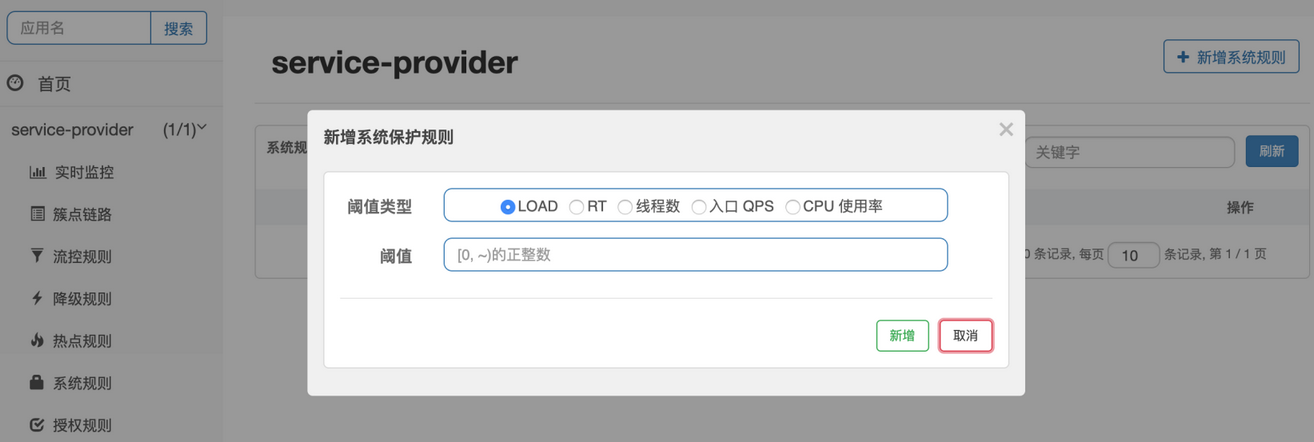 应用名 搜索
首页
service-provider (1/1)
实时监控
簇点链路
流控规则
降级规则
热点规则
系统规则
授权规则
service-provider
新增系统规则
系统规
关键字 刷新
操作
条记录, 每页 10 条记录, 第 1 / 1 页
新增系统保护规则
阈值类型 LOAD RT 线程数 入口 QPS CPU 使用率
阈值 [0, ~)的正整数
新增 取消